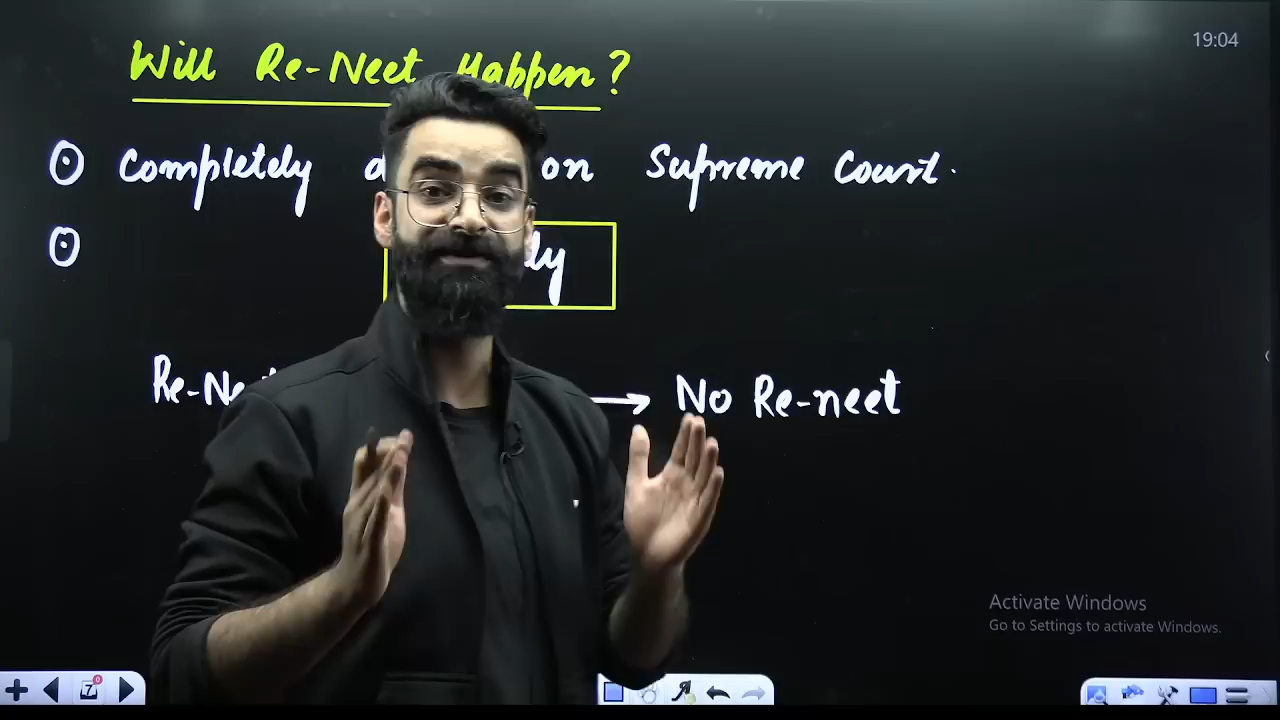 19:04
Will Re-Neet Happen?
Completely on Supreme Court.
Re-Neet → No Re-neet
Activate Windows
Go to Settings to activate Windows.